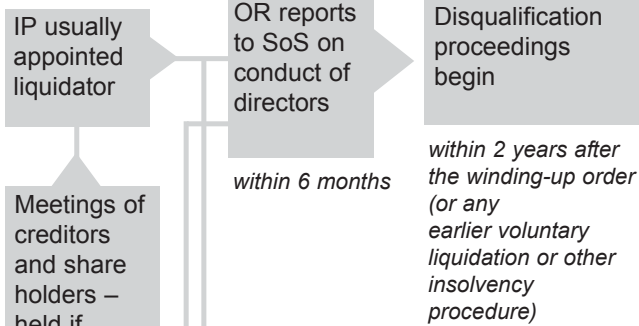 IP usually
appointed
liquidator
OR reports
to SoS on
conduct of
directors
within 6 months
Disqualification
proceedings
begin
within 2 years after
the winding-up order
(or any
earlier voluntary
liquidation or other
insolvency
procedure)
Meetings of
creditors
and share
holders –
held if